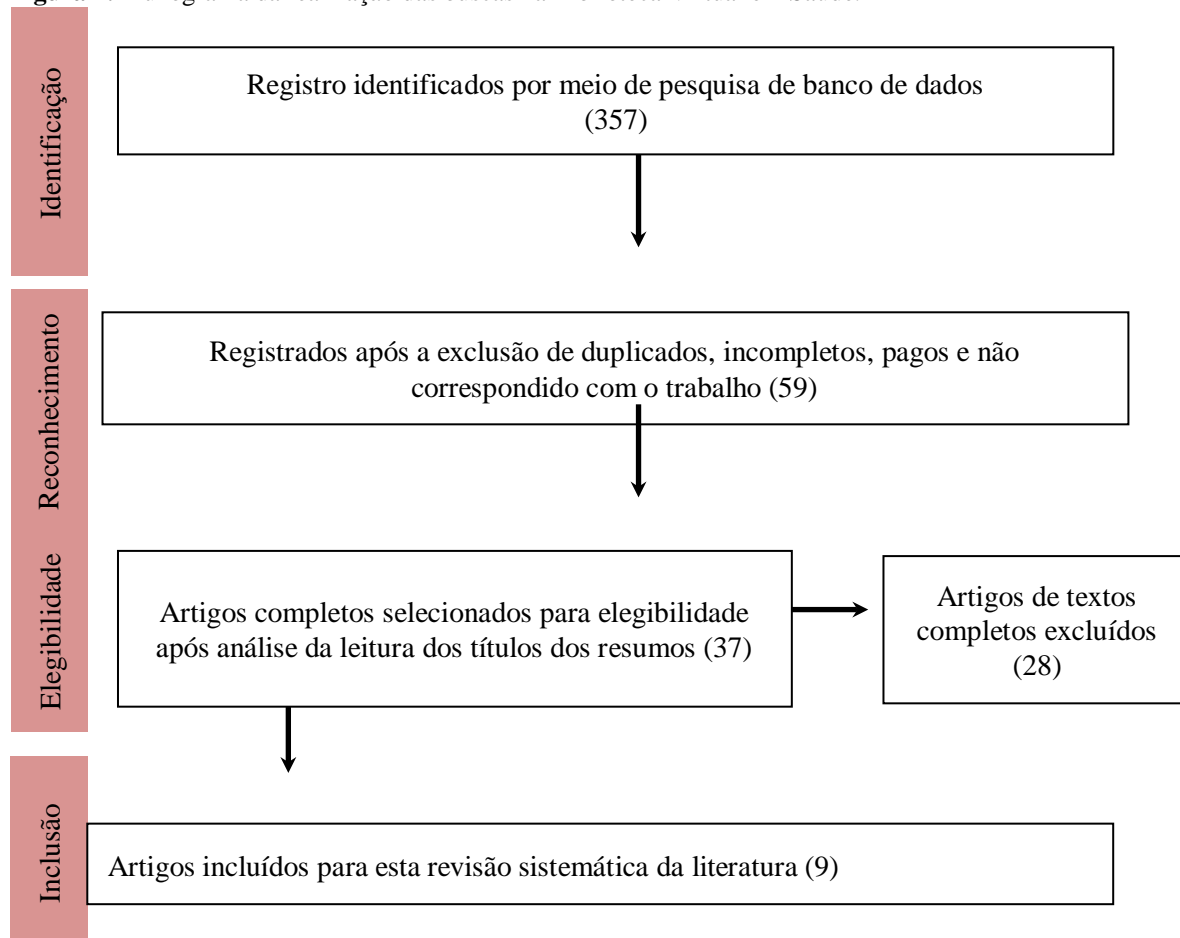 Identificação
Registro identificados por meio de pesquisa de banco de dados
(357)
Reconhecimento
Registrados após a exclusão de duplicados, incompletos, pagos e não
correspondido com o trabalho (59)
Elegibilidade
Artigos completos selecionados para elegibilidade
após análise da leitura dos títulos dos resumos (37)
Artigos de textos
completos excluídos
(28)
Inclusão
Artigos incluídos para esta revisão sistemática da literatura (9)